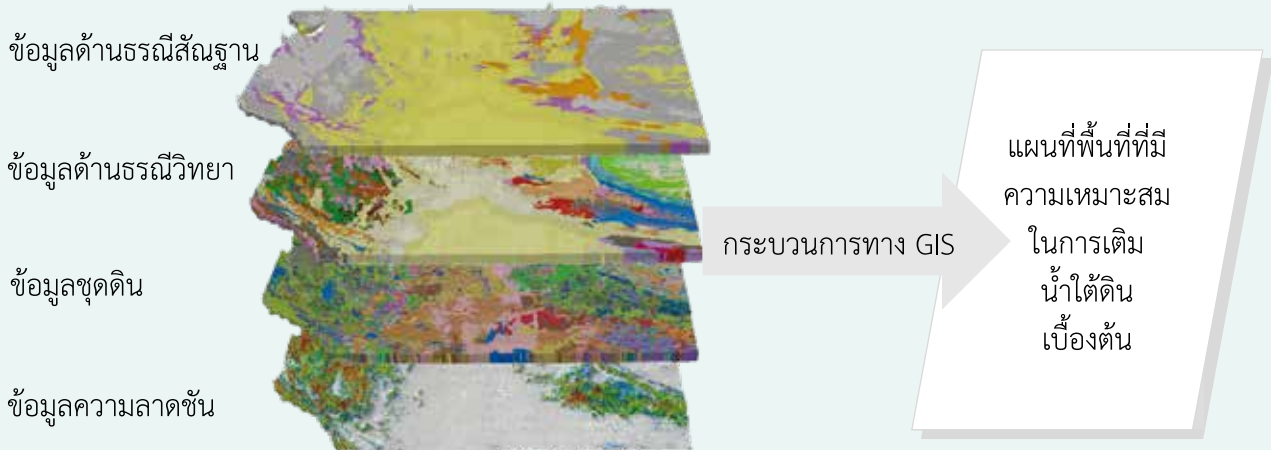 ข้อมูลด้านธรณีสัณฐาน
ข้อมูลด้านธรณีวิทยา
ข้อมูลชุดดิน
ข้อมูลความลาดชัน
กระบวนการทาง GIS
แผนที่พื้นที่ที่มี
ความเหมาะสม
ในการเติม
น้ำใต้ดิน
เบื้องต้น